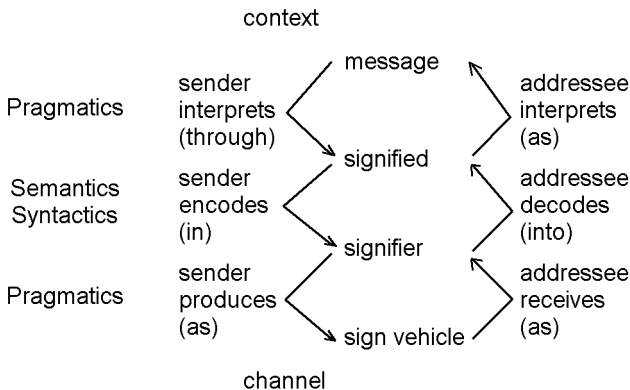 context
message
sender
interprets
(through)
addressee
interprets
(as)
Pragmatics
signified
Semantics
Syntactics
sender
encodes
(in)
addressee
decodes
(into)
signifier
Pragmatics
sender
produces
(as)
addressee
receives
(as)
sign vehicle
channel